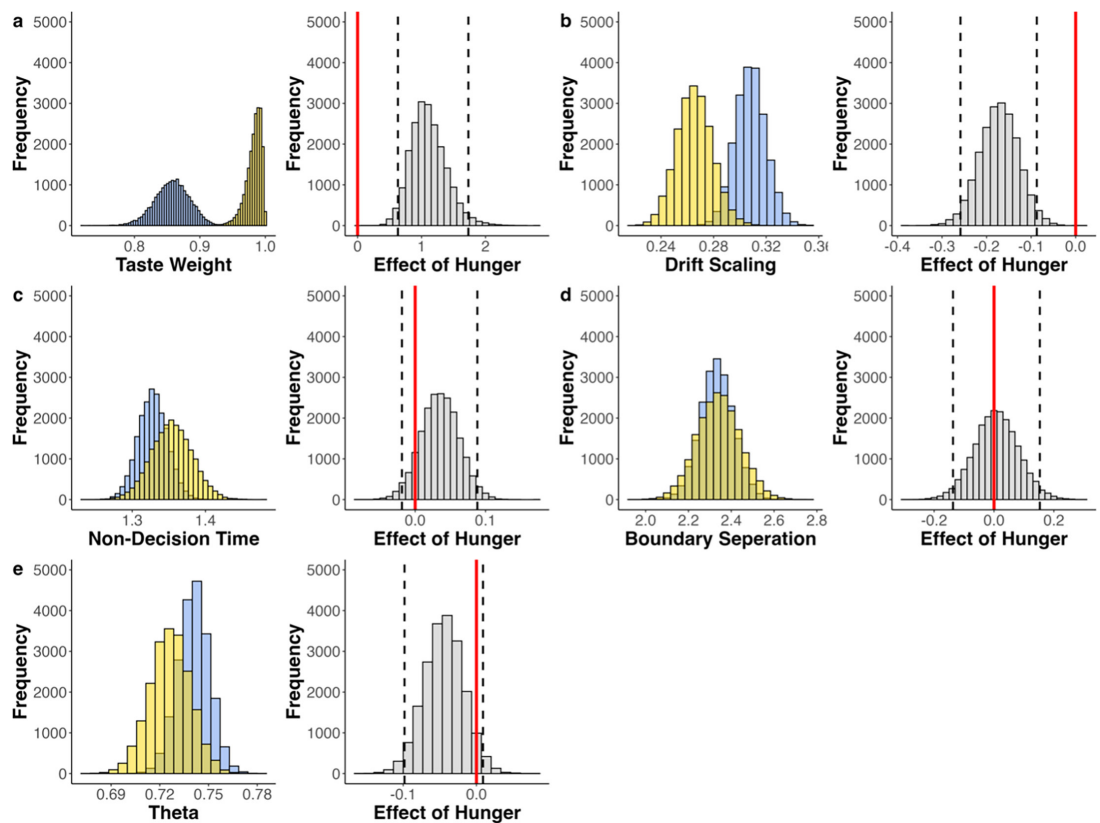 a
5000
4000
3000
2000
1000
0
Frequency
0.8 0.9 1.0
Taste Weight
5000
4000
3000
2000
1000
0
Frequency
0 1 2
Effect of Hunger
b
5000
4000
3000
2000
1000
0
Frequency
0.24 0.28 0.32 0.36
Drift Scaling
5000
4000
3000
2000
1000
0
Frequency
-0.4 -0.3 -0.2 -0.1 0.0
Effect of Hunger
c
5000
4000
3000
2000
1000
0
Frequency
1.3 1.4
Non-Decision Time
5000
4000
3000
2000
1000
0
Frequency
0.0 0.1
Effect of Hunger
d
5000
4000
3000
2000
1000
0
Frequency
2.0 2.2 2.4 2.6 2.8
Boundary Seperation
5000
4000
3000
2000
1000
0
Frequency
-0.2 0.0 0.2
Effect of Hunger
e
5000
4000
3000
2000
1000
0
Frequency
0.69 0.72 0.75 0.78
Theta
5000
4000
3000
2000
1000
0
Frequency
-0.1 0.0
Effect of Hunger